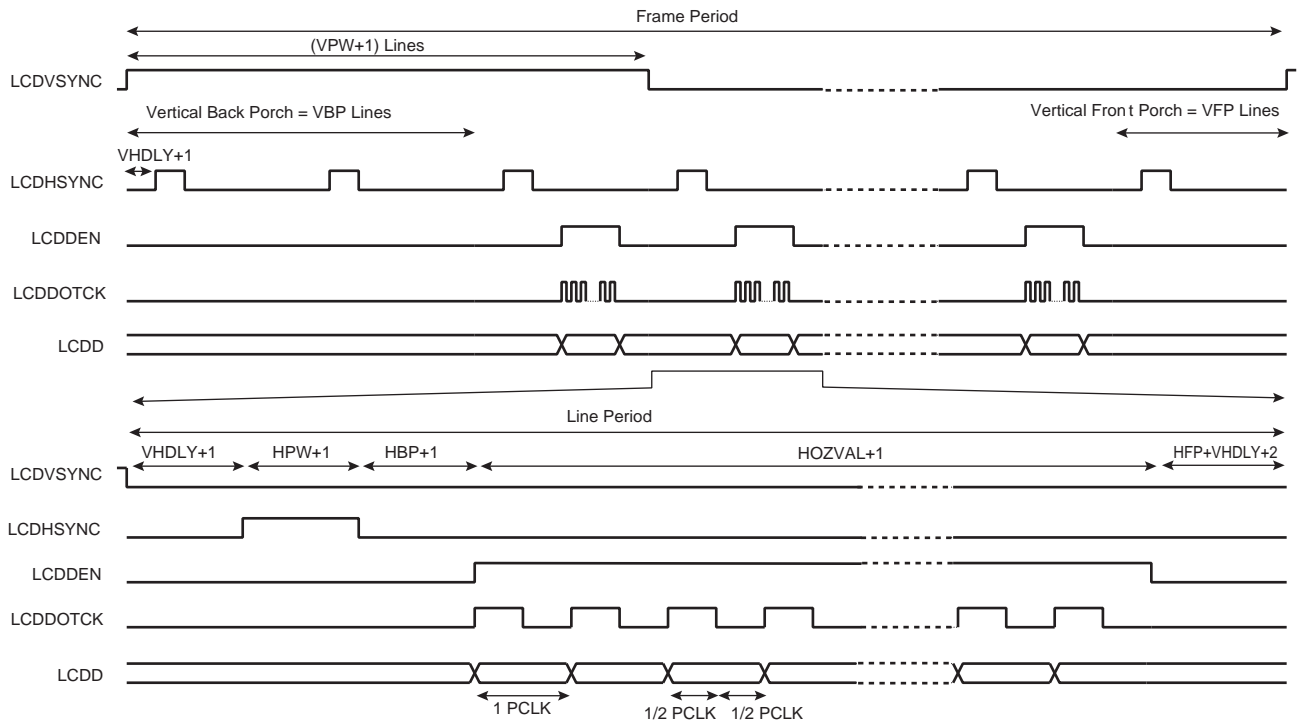 Frame Period
(VPW+1) Lines
LCDVSYNC
Vertical Back Porch = VBP Lines
Vertical Front Porch = VFP Lines
VHDLY+1
LCDHSYNC
LCDDEN
LCDDOTCK
LCDD
Line Period
VHDLY+1 HPW+1 HBP+1 HOZVAL+1 HFP+VHDLY+2
LCDVSYNC
LCDHSYNC
LCDDEN
LCDDOTCK
LCDD
1 PCLK 1/2 PCLK 1/2 PCLK